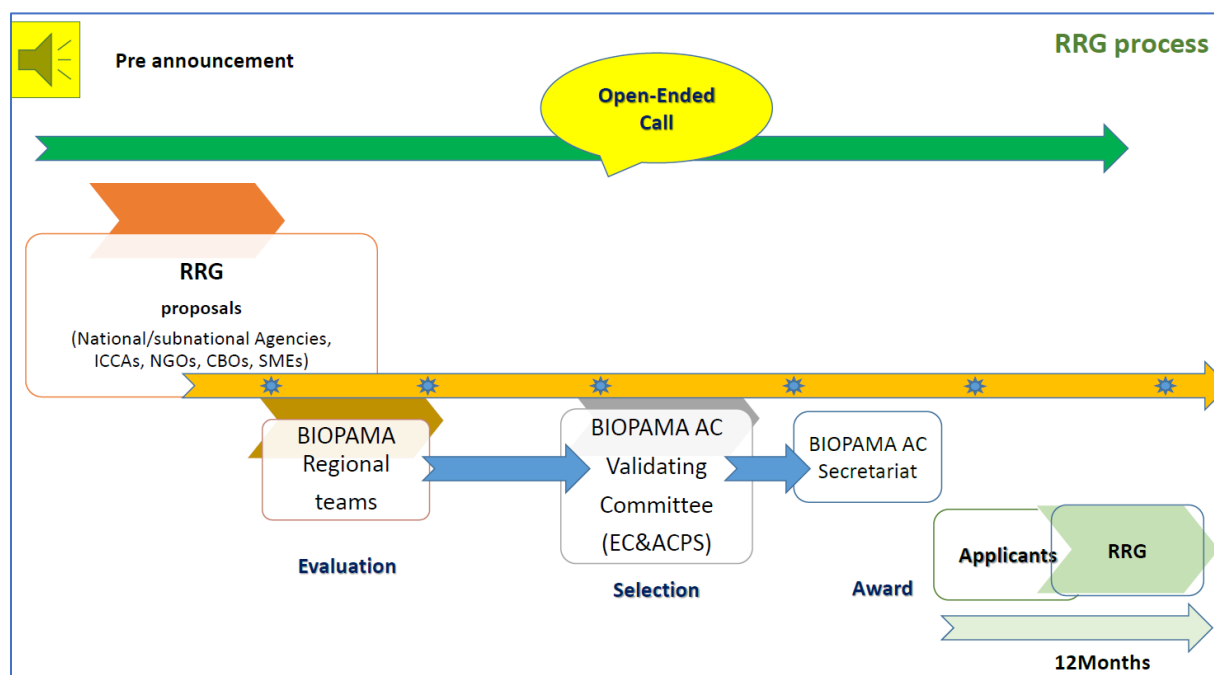 RRG process
Pre announcement
Open-Ended
Call
RRG
proposals
(National/subnational Agencies,
ICCAs, NGOs, CBOs, SMEs)
BIOPAMA
Regional
teams
Evaluation
BIOPAMA AC
Validating
Committee
(EC&ACPS)
Selection
BIOPAMA AC
Secretariat
Award
Applicants
RRG
12Months